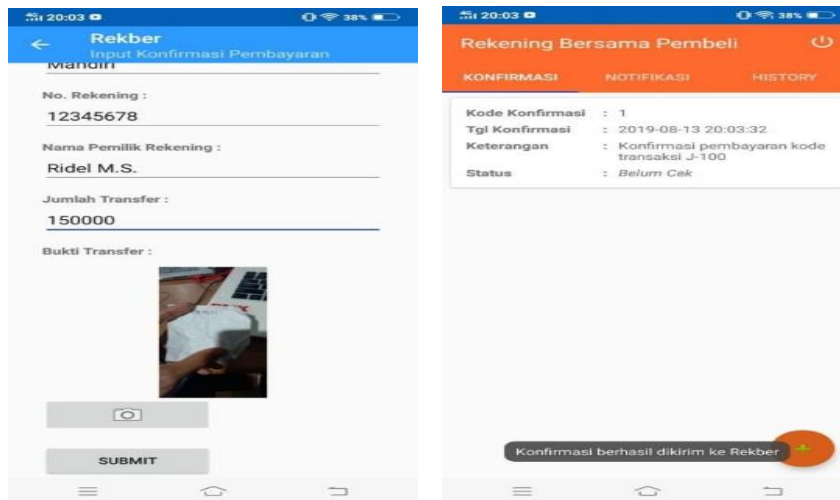 20:03
38%
Rekber
Input Konfirmasi Pembayaran
Mandiri
No. Rekening :
12345678
Nama Pemilik Rekening :
Ridel M.S.
Jumlah Transfer :
150000
Bukti Transfer :
SUBMIT
20:03
38%
Rekening Bersama Pembeli
KONFIRMASI NOTIFIKASI HISTORY
Kode Konfirmasi : 1
Tgl Konfirmasi : 2019-08-13 20:03:32
Keterangan : Konfirmasi pembayaran kode
transaksi J-100
Status : Belum Cek
Konfirmasi berhasil dikirim ke Rekber